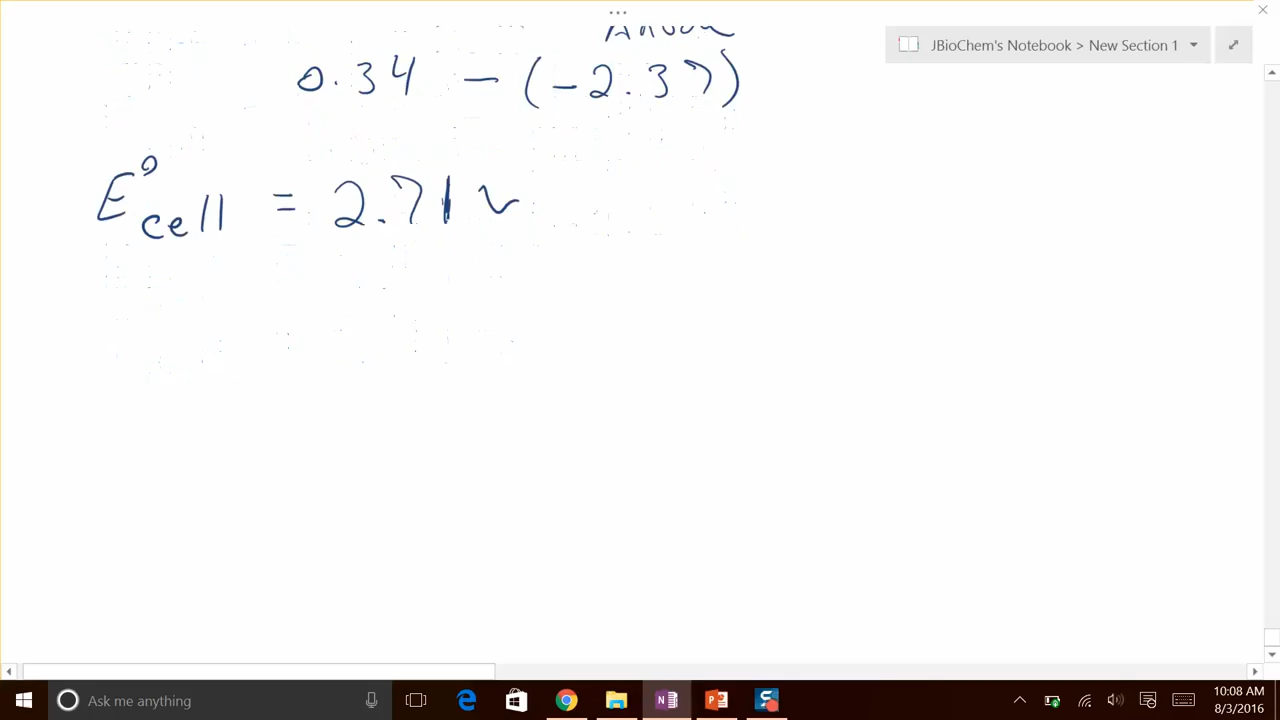 JBioChem's Notebook > New Section 1
0.34 - (-2.37)
E° cell = 2.71 v
Ask me anything
10:08 AM
8/3/2016